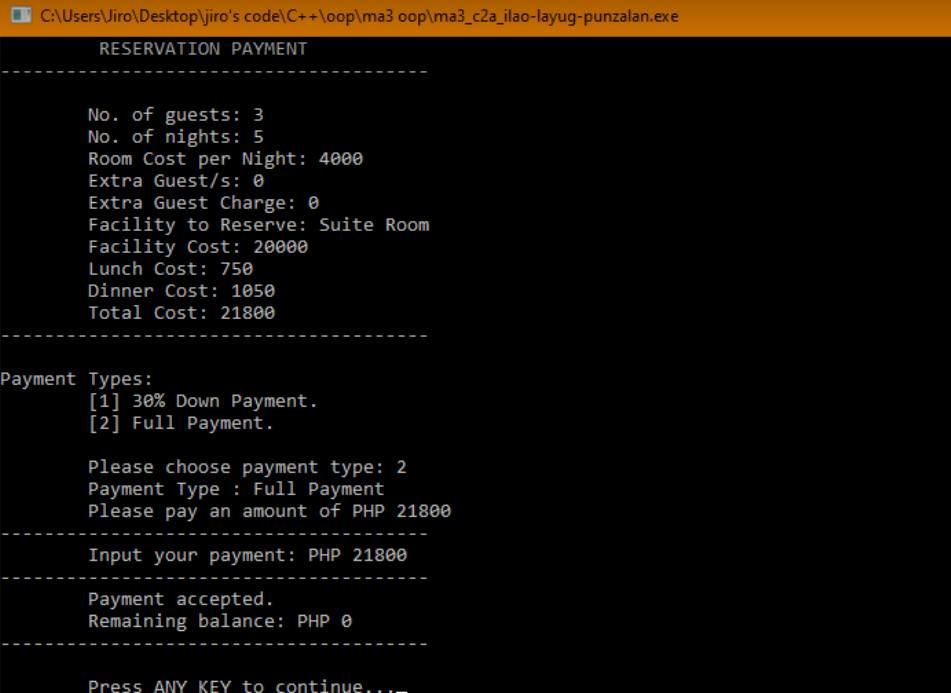 C:\Users\Jiro\Desktop\jiro's code\C++\oop\ma3 oop\ma3_c2a_ilao-layug-punzalan.exe
RESERVATION PAYMENT
---------------------------------------
No. of guests: 3
No. of nights: 5
Room Cost per Night: 4000
Extra Guest/s: 0
Extra Guest Charge: 0
Facility to Reserve: Suite Room
Facility Cost: 20000
Lunch Cost: 750
Dinner Cost: 1050
Total Cost: 21800
---------------------------------------
Payment Types:
[1] 30% Down Payment.
[2] Full Payment.
Please choose payment type: 2
Payment Type : Full Payment
Please pay an amount of PHP 21800
---------------------------------------
Input your payment: PHP 21800
---------------------------------------
Payment accepted.
Remaining balance: PHP 0
---------------------------------------
Press ANY KEY to continue..._